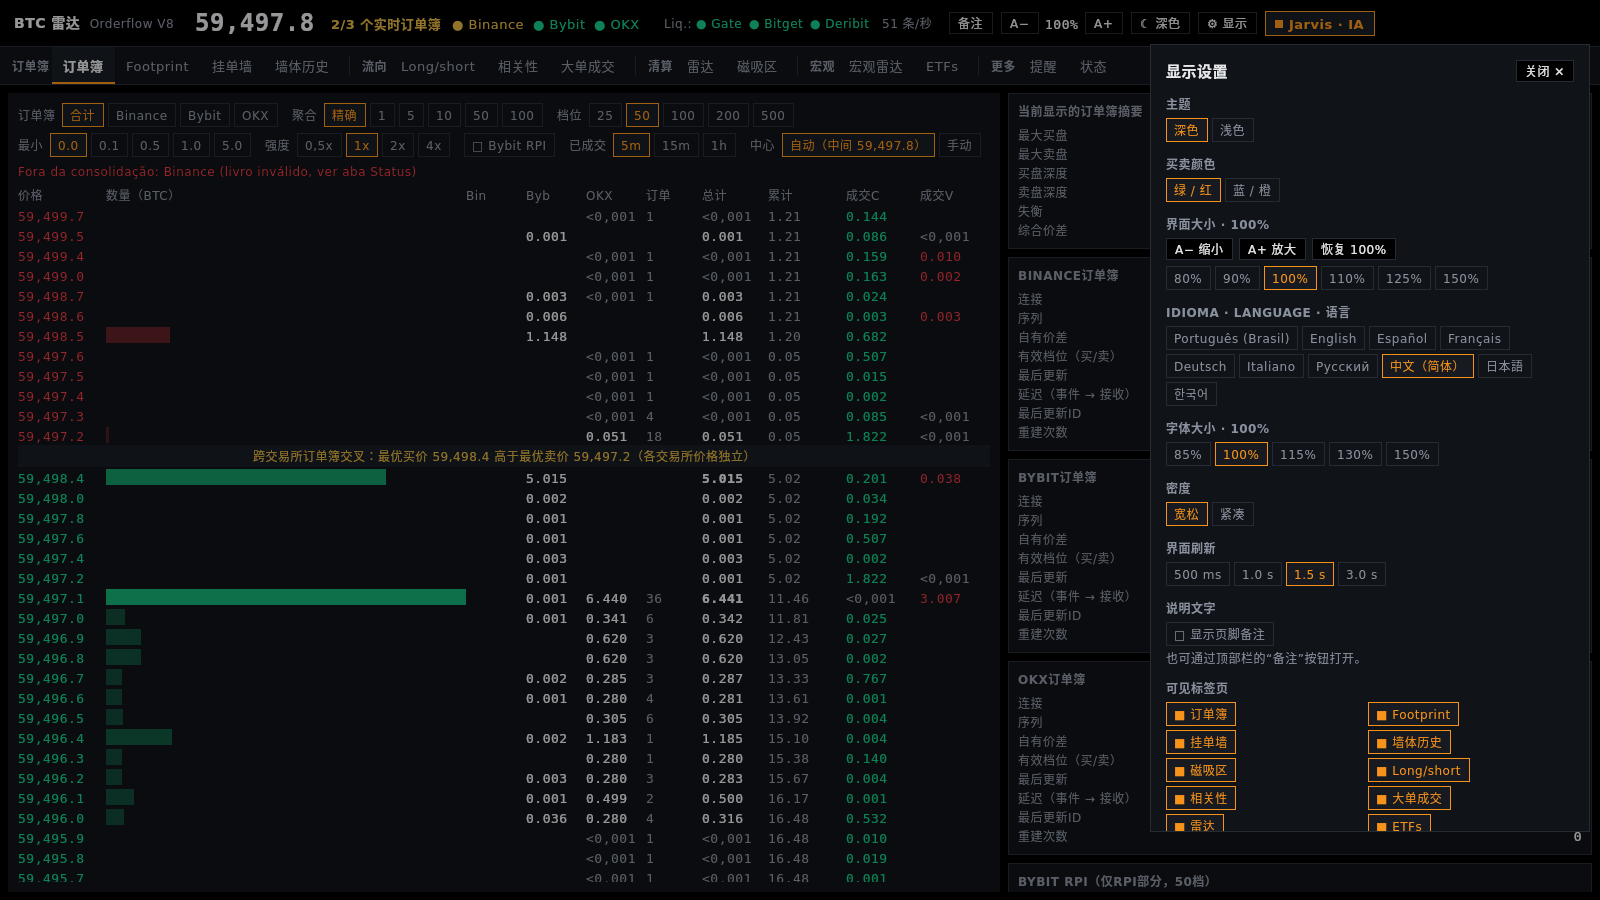 BTC 雷达 Orderflow V8 59,497.8 2/3 个实时订单簿 ● Binance ● Bybit ● OKX Liq.: ● Gate ● Bitget ● Deribit 51 条/秒 备注 A− 100% A+ ☾ 深色 ⚙ 显示 ■ Jarvis · IA
订单簿 订单簿 Footprint 挂单墙 墙体历史 流向 Long/short 相关性 大单成交 清算 雷达 磁吸区 宏观 宏观雷达 ETFs 更多 提醒 状态
订单簿 合计 Binance Bybit OKX 聚合 精确 1 5 10 50 100 档位 25 50 100 200 500
最小 0.0 0.1 0.5 1.0 5.0 强度 0,5x 1x 2x 4x □ Bybit RPI 已成交 5m 15m 1h 中心 自动（中间 59,497.8） 手动
Fora da consolidação: Binance (livro inválido, ver aba Status)
价格 数量（BTC） Bin Byb OKX 订单 总计 累计 成交C 成交V
59,499.7 <0,001 1 <0,001 1.21 0.144
59,499.5 0.001 0.001 1.21 0.086 <0,001
59,499.4 <0,001 1 <0,001 1.21 0.159 0.010
59,499.0 <0,001 1 <0,001 1.21 0.163 0.002
59,498.7 0.003 <0,001 1 0.003 1.21 0.024
59,498.6 0.006 0.006 1.21 0.003 0.003
59,498.5 1.148 1.148 1.20 0.682
59,497.6 <0,001 1 <0,001 0.05 0.507
59,497.5 <0,001 1 <0,001 0.05 0.015
59,497.4 <0,001 1 <0,001 0.05 0.002
59,497.3 <0,001 4 <0,001 0.05 0.085 <0,001
59,497.2 0.051 18 0.051 0.05 1.822 <0,001
跨交易所订单簿交叉：最优买价 59,498.4 高于最优卖价 59,497.2（各交易所价格独立）
59,498.4 5.015 5.015 5.02 0.201 0.038
59,498.0 0.002 0.002 5.02 0.034
59,497.8 0.001 0.001 5.02 0.192
59,497.6 0.001 0.001 5.02 0.507
59,497.4 0.003 0.003 5.02 0.002
59,497.2 0.001 0.001 5.02 1.822 <0,001
59,497.1 0.001 6.440 36 6.441 11.46 <0,001 3.007
59,497.0 0.001 0.341 6 0.342 11.81 0.025
59,496.9 0.620 3 0.620 12.43 0.027
59,496.8 0.620 3 0.620 13.05 0.002
59,496.7 0.002 0.285 3 0.287 13.33 0.767
59,496.6 0.001 0.280 4 0.281 13.61 0.001
59,496.5 0.305 6 0.305 13.92 0.004
59,496.4 0.002 1.183 1 1.185 15.10 0.004
59,496.3 0.280 1 0.280 15.38 0.140
59,496.2 0.003 0.280 3 0.283 15.67 0.004
59,496.1 0.001 0.499 2 0.500 16.17 0.001
59,496.0 0.036 0.280 4 0.316 16.48 0.532
59,495.9 <0,001 1 <0,001 16.48 0.010
59,495.8 <0,001 1 <0,001 16.48 0.019
59,495.7 <0,001 1 <0,001 16.48 0.001
当前显示的订单簿摘要
最大买盘
最大卖盘
买盘深度
卖盘深度
失衡
综合价差
BINANCE订单簿
连接
序列
自有价差
有效档位（买/卖）
最后更新
延迟（事件 → 接收）
最后更新ID
重建次数
BYBIT订单簿
连接
序列
自有价差
有效档位（买/卖）
最后更新
延迟（事件 → 接收）
最后更新ID
重建次数
OKX订单簿
连接
序列
自有价差
有效档位（买/卖）
最后更新
延迟（事件 → 接收）
最后更新ID
重建次数 0
BYBIT RPI（仅RPI部分，50档）
显示设置 关闭 ×
主题
深色 浅色
买卖颜色
绿 / 红 蓝 / 橙
界面大小 · 100%
A− 缩小 A+ 放大 恢复 100%
80% 90% 100% 110% 125% 150%
IDIOMA · LANGUAGE · 语言
Português (Brasil) English Español Français
Deutsch Italiano Русский 中文（简体） 日本語
한국어
字体大小 · 100%
85% 100% 115% 130% 150%
密度
宽松 紧凑
界面刷新
500 ms 1.0 s 1.5 s 3.0 s
说明文字
□ 显示页脚备注
也可通过顶部栏的“备注”按钮打开。
可见标签页
■ 订单簿 ■ Footprint
■ 挂单墙 ■ 墙体历史
■ 磁吸区 ■ Long/short
■ 相关性 ■ 大单成交
■ 雷达 ■ ETFs